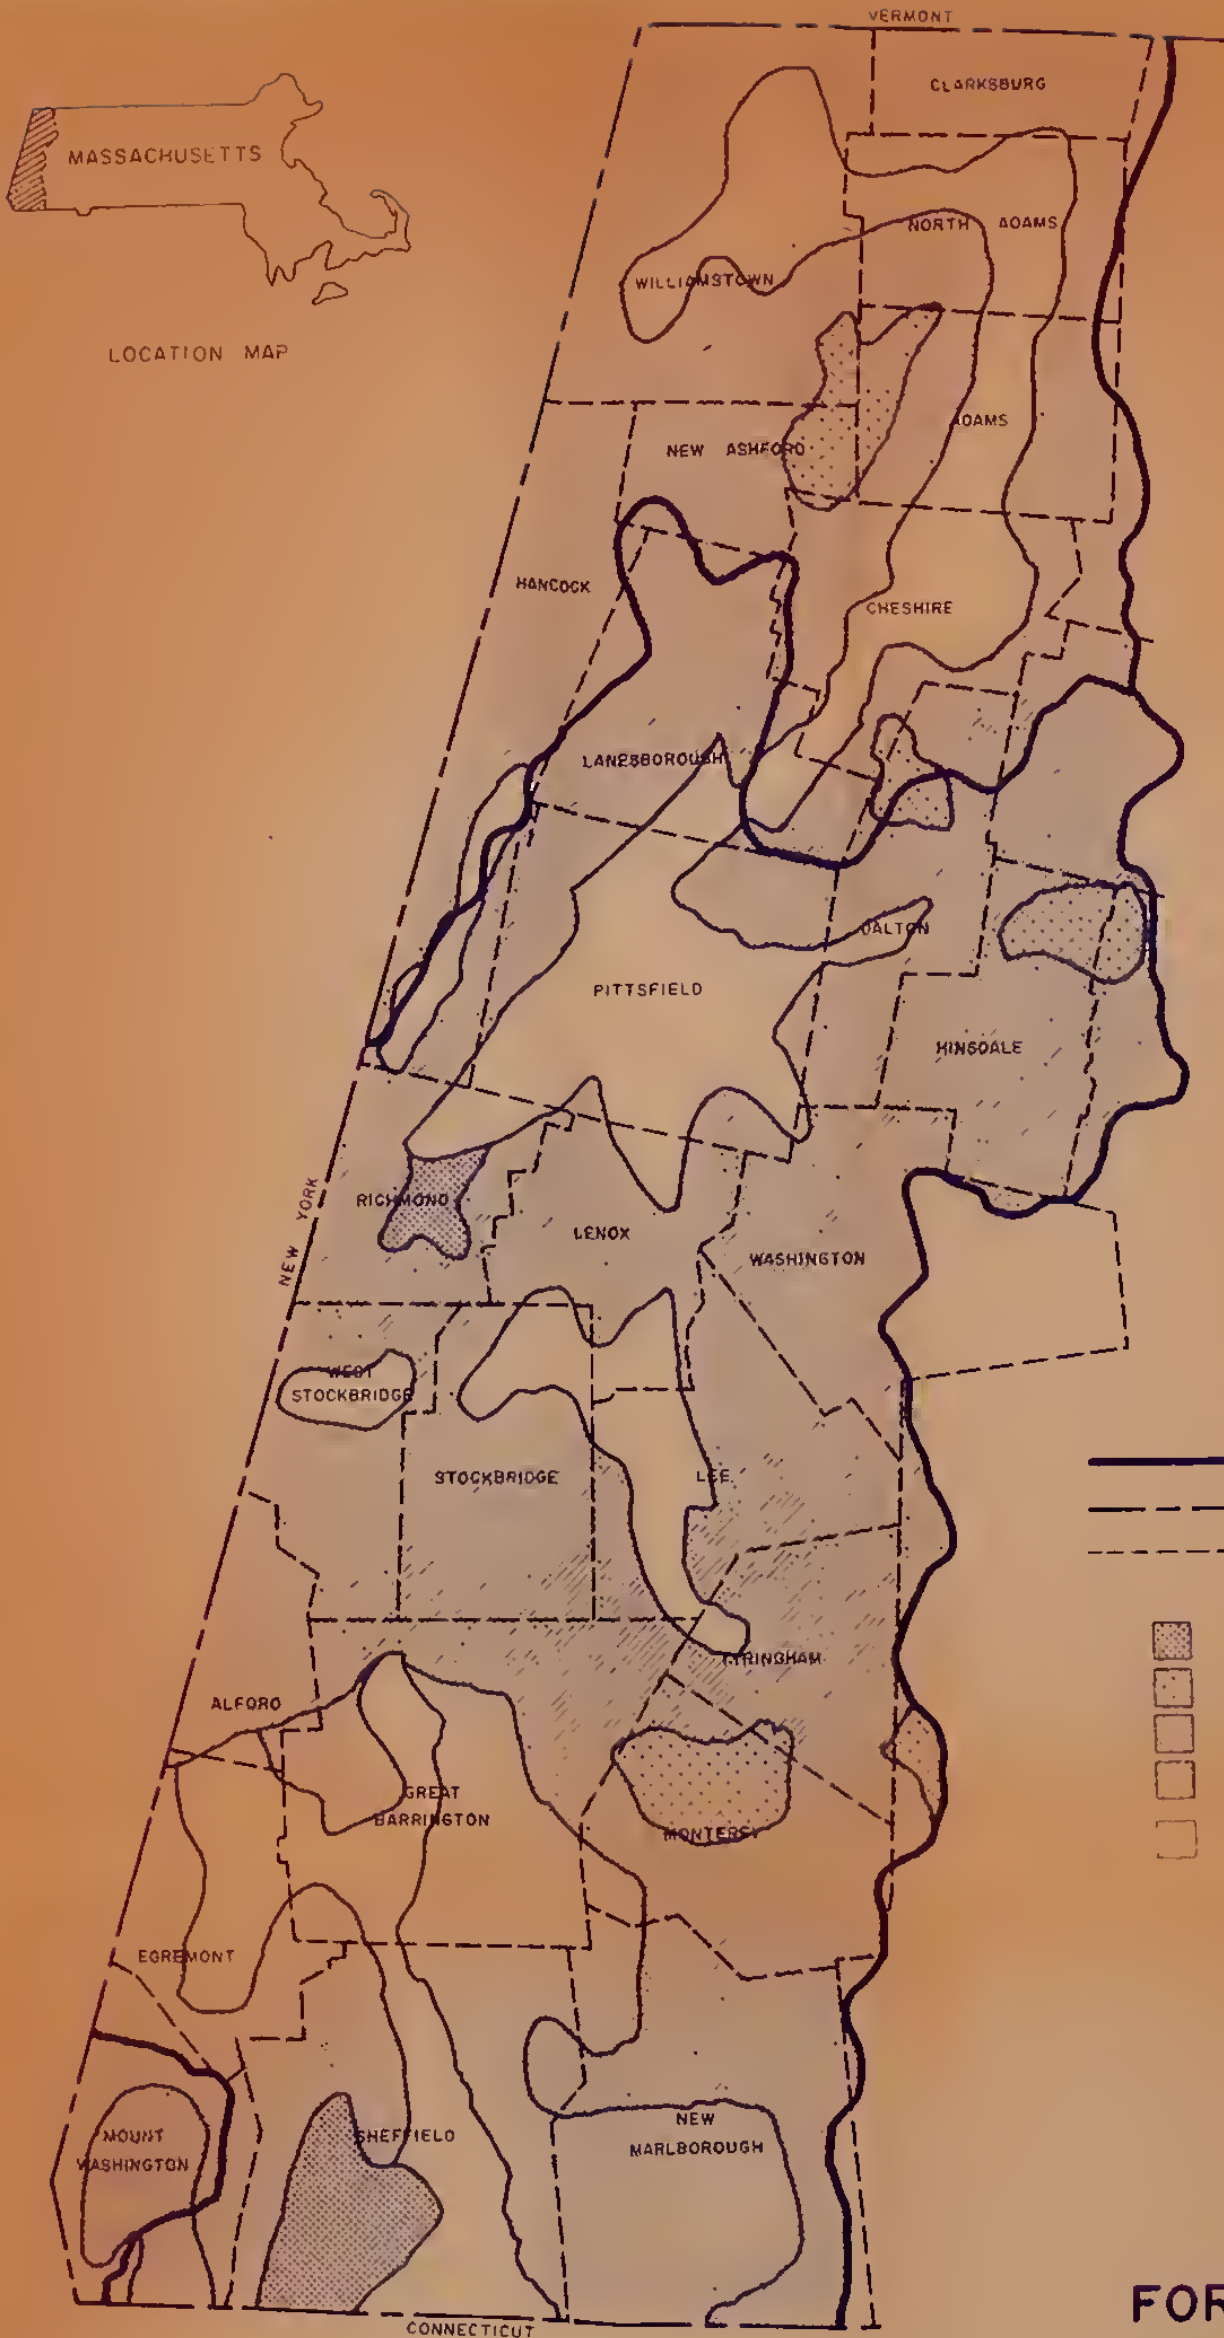 VERMONT
CLARKSBURG
MASSACHUSETTS
NORTH ADAMS
WILLIAMSTOWN
LOCATION MAP
ADAMS
NEW ASHFORD
HANCOCK
CHESHIRE
LANESBOROUGH
DALTON
PITTSFIELD
HINSDALE
RICHMOND
NEW YORK
LENOX
WASHINGTON
WEST
STOCKBRIDGE
STOCKBRIDGE
LEE
TYRINGHAM
ALFORD
GREAT
BARRINGTON
MONTEREY
EGREMONT
NEW
MARLBOROUGH
MOUNT
WASHINGTON
SHEFFIELD
FOR
CONNECTICUT